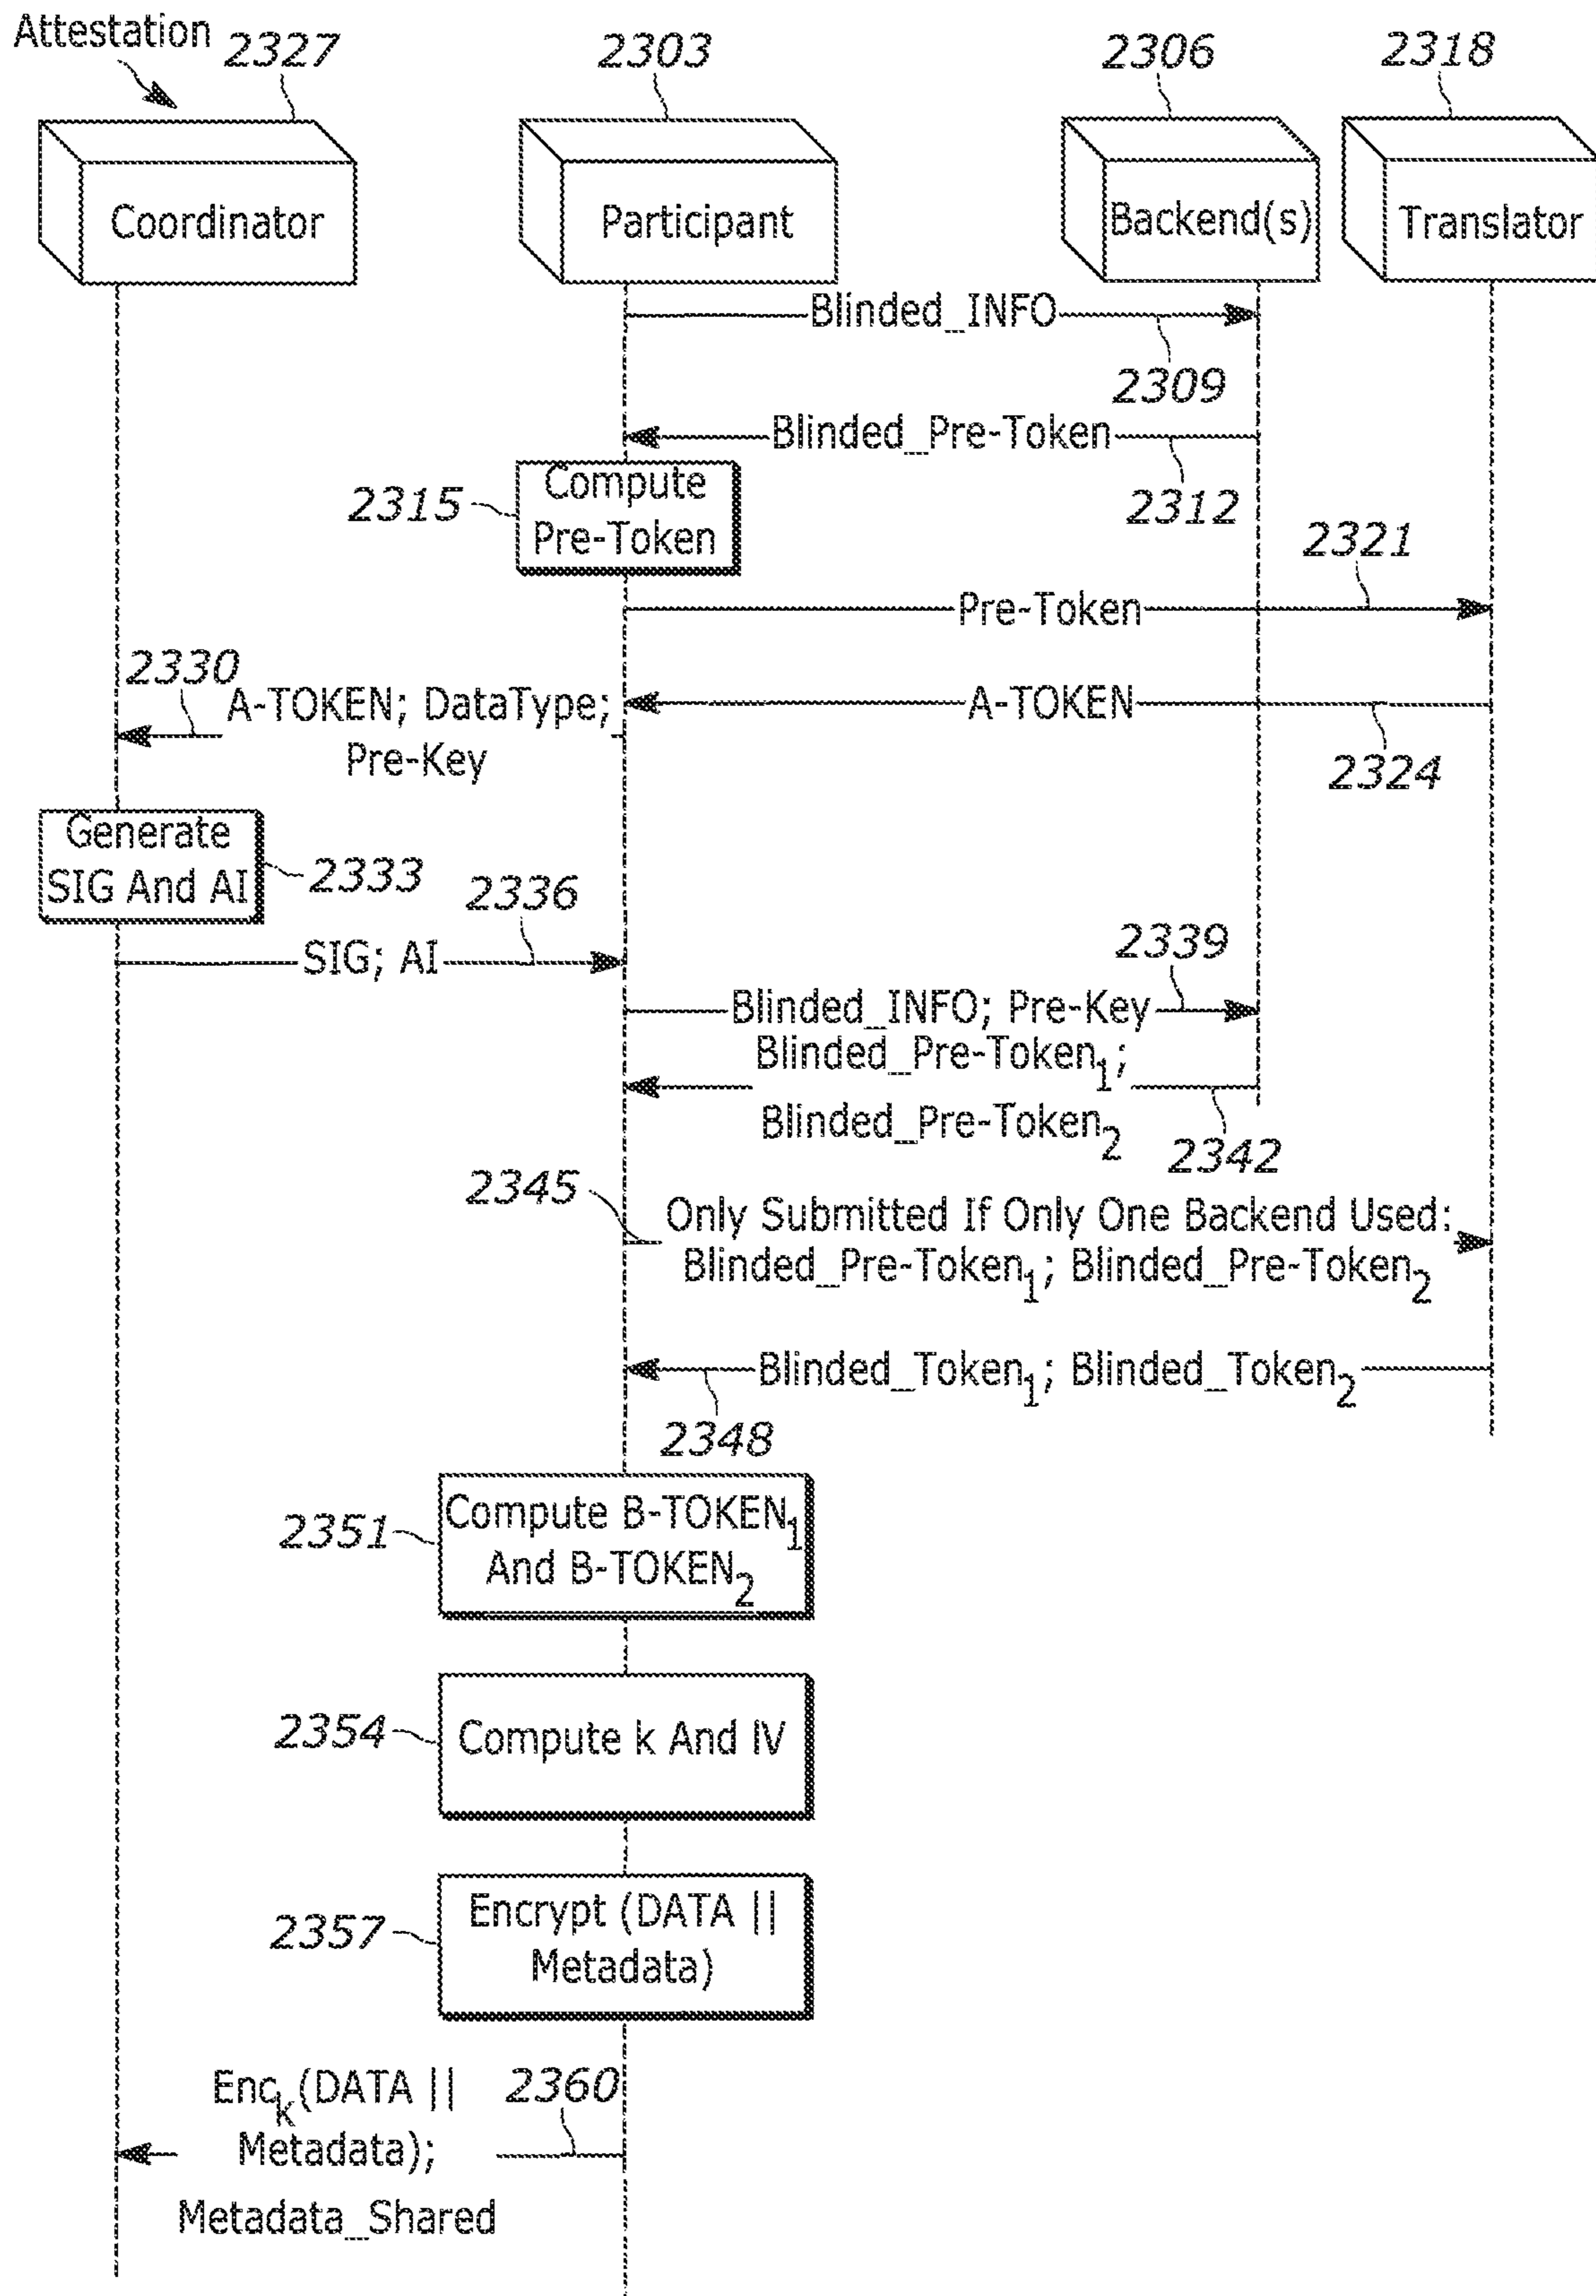 Attestation
2327
2303
2306
2318
Coordinator
Participant
Backend(s)
Translator
Blinded_INFO
2309
Blinded_Pre-Token
2312
2315
Compute
Pre-Token
2321
Pre-Token
2330
A-TOKEN; DataType;
Pre-Key
A-TOKEN
2324
Generate
SIG And AI
2333
2336
SIG; AI
2339
Blinded_INFO; Pre-Key
Blinded_Pre-Token1;
Blinded_Pre-Token2
2342
2345
Only Submitted If Only One Backend Used:
Blinded_Pre-Token1; Blinded_Pre-Token2
Blinded_Token1; Blinded_Token2
2348
2351
Compute B-TOKEN1
And B-TOKEN2
2354
Compute k And IV
2357
Encrypt (DATA ||
Metadata)
2360
Enck(DATA ||
Metadata);
Metadata_Shared